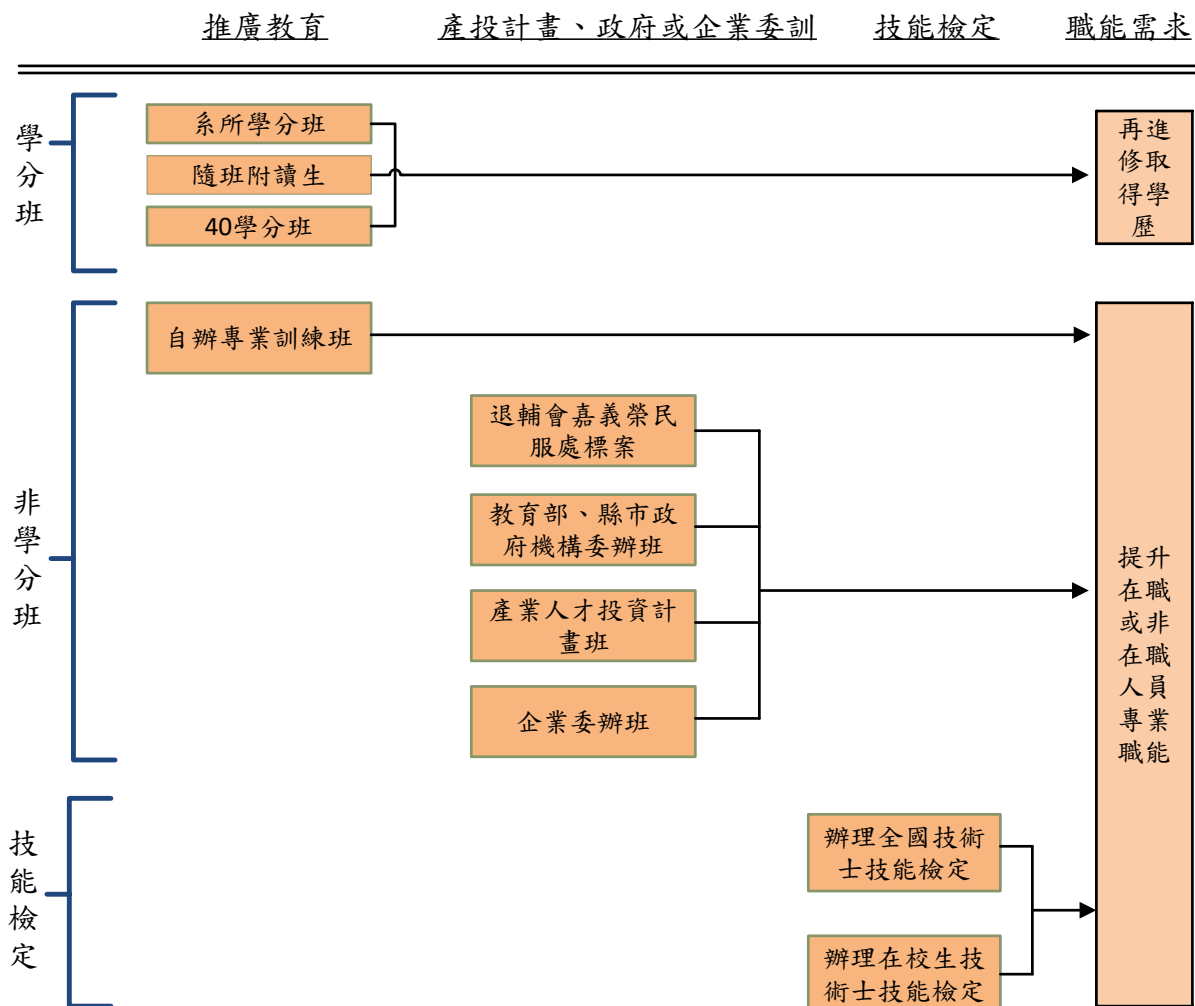 推廣教育
產投計畫、政府或企業委訓
技能檢定
職能需求
學
分
班
系所學分班
隨班附讀生
40學分班
再進
修取
得學
歷
非
學
分
班
自辦專業訓練班
退輔會嘉義榮民
服處標案
教育部、縣市政
府機構委辦班
產業人才投資計
畫班
企業委辦班
提升
在職
或非
在職
人員
專業
職能
技
能
檢
定
辦理全國技術
士技能檢定
辦理在校生技
術士技能檢定